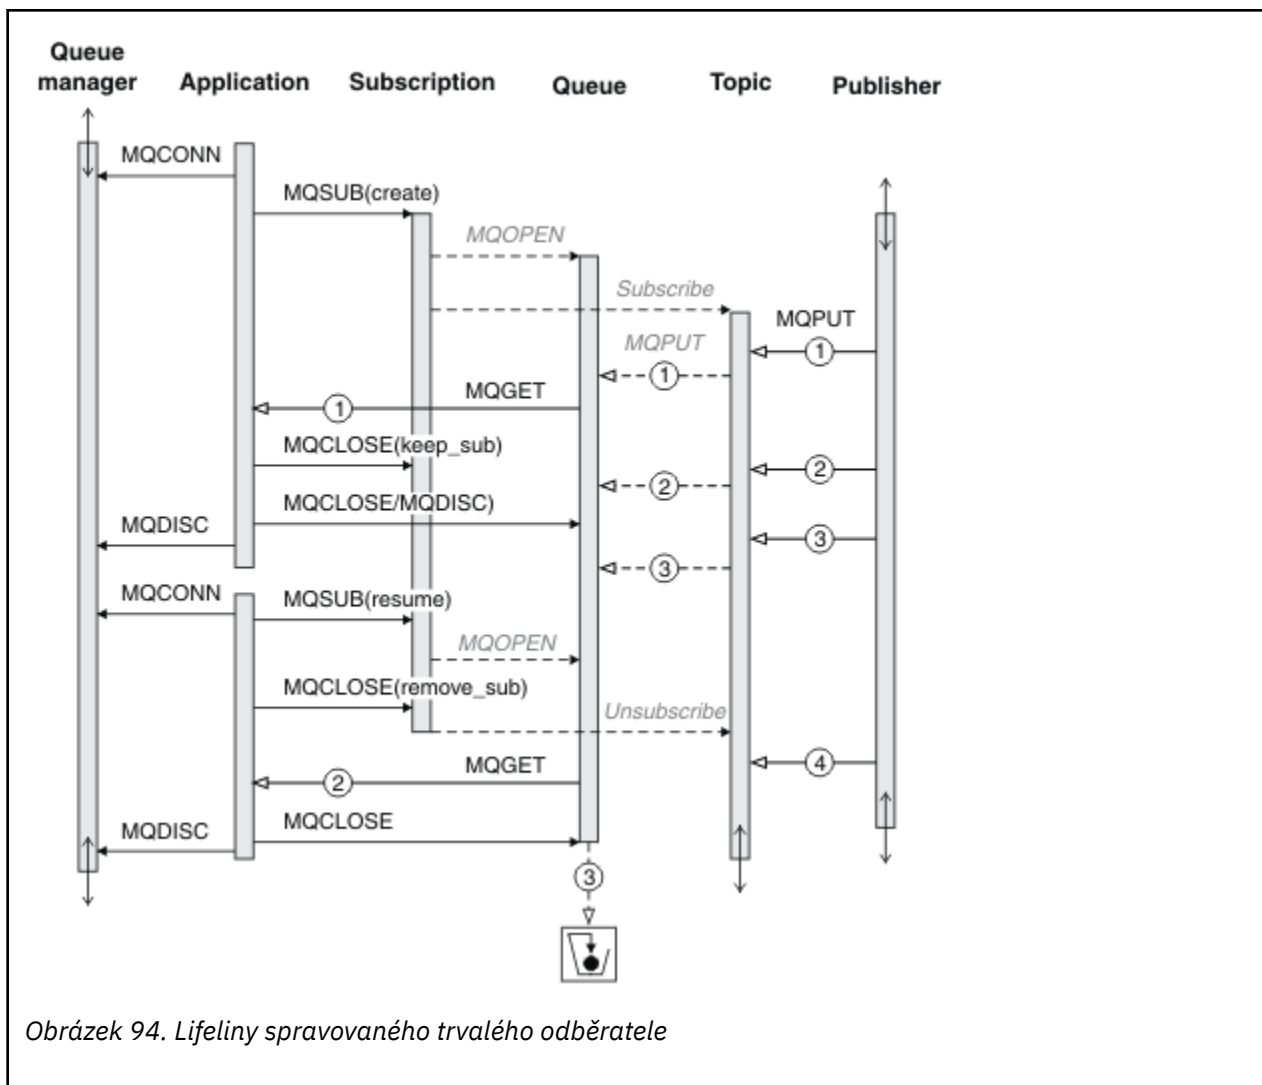 Queue
manager Application Subscription Queue Topic Publisher
MQCONN
MQSUB(create)
MQOPEN
Subscribe
MQPUT
MQPUT
1
1
MQGET
1
MQCLOSE(keep_sub)
2
2
MQCLOSE/MQDISC)
MQDISC
3
3
MQCONN
MQSUB(resume)
MQOPEN
MQCLOSE(remove_sub)
Unsubscribe
MQGET
4
2
MQCLOSE
MQDISC
3
Obrázek 94. Lifeliny spravovaného trvalého odběratele